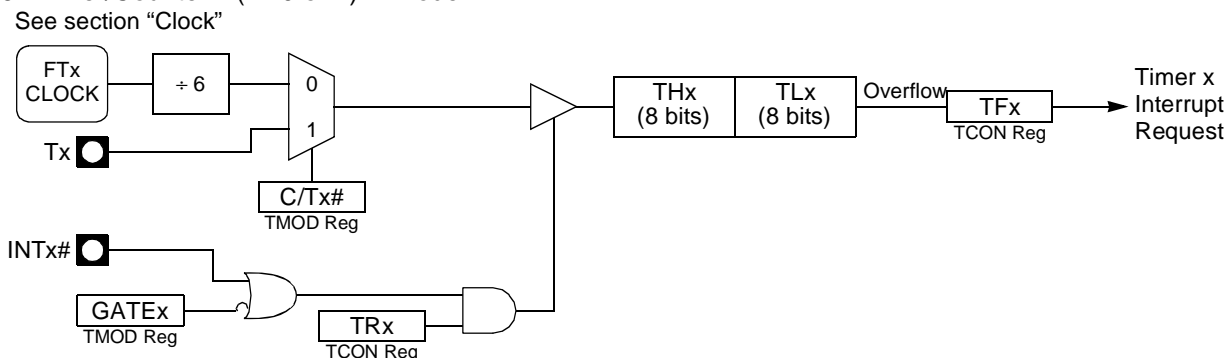 See section “Clock”
FTx
CLOCK
÷ 6
0
1
Tx
C/Tx#
TMOD Reg
THx
(8 bits)
TLx
(8 bits)
Overflow
TFx
TCON Reg
Timer x
Interrupt
Request
INTx#
GATEx
TMOD Reg
TRx
TCON Reg